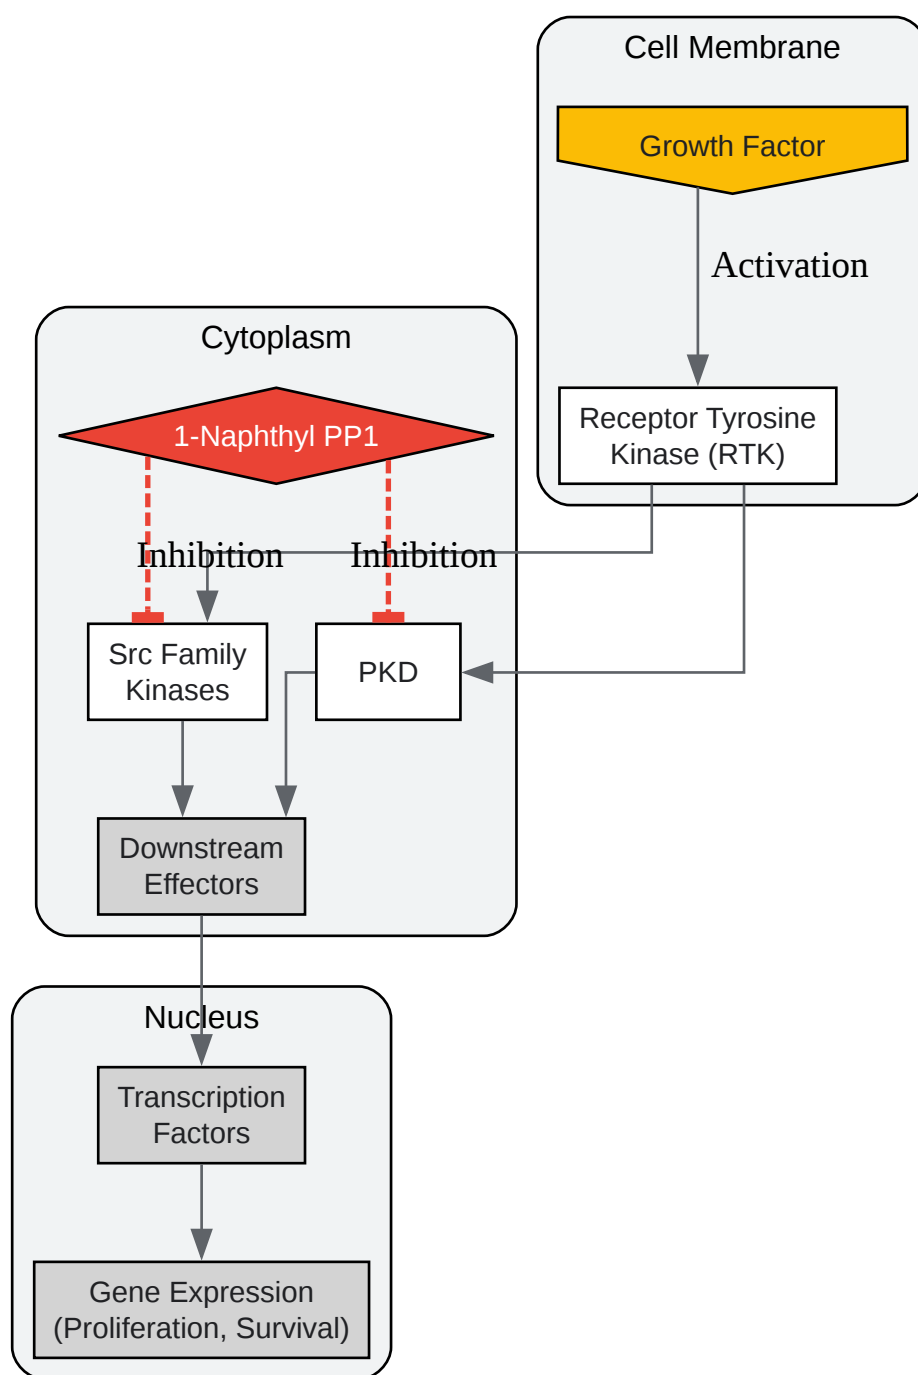 Cell Membrane
Growth Factor
Activation
Receptor Tyrosine
Kinase (RTK)
Cytoplasm
1-Naphthyl PP1
Inhibition
Inhibition
Src Family
Kinases
PKD
Downstream
Effectors
Nucleus
Transcription
Factors
Gene Expression
(Proliferation, Survival)